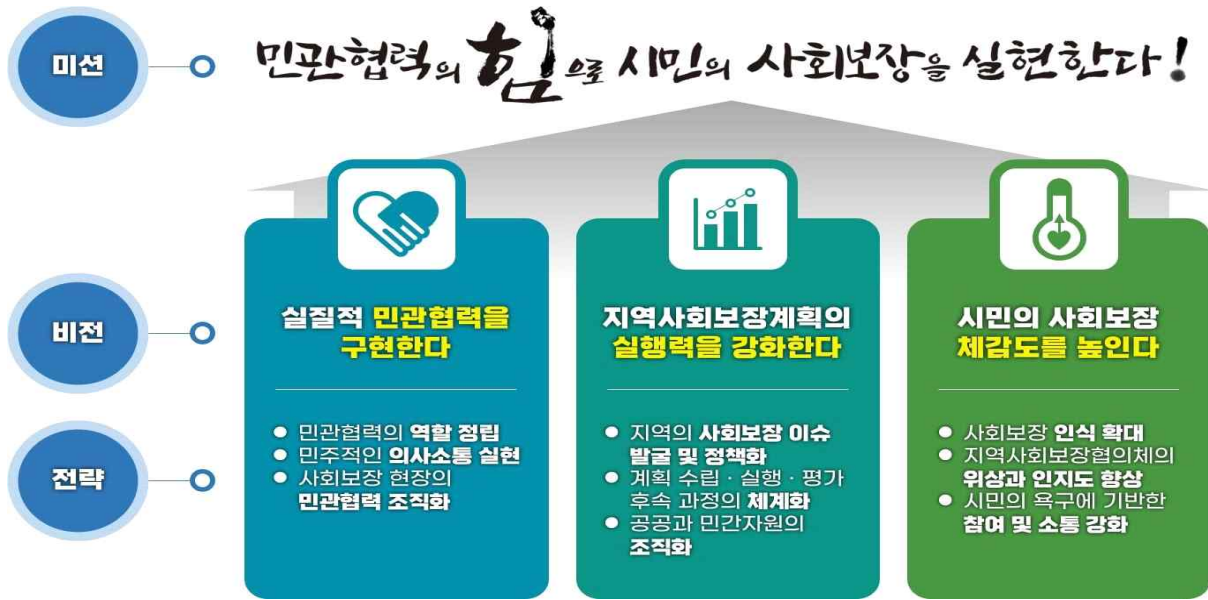 미션
민관협력의 힘으로 시민의 사회보장을 실현한다!
비전
실질적 민관협력을
구현한다
지역사회보장계획의
실행력을 강화한다
시민의 사회보장
체감도를 높인다
전략
민관협력의 역할 정립
민주적인 의사소통 실현
사회보장 현장의
민관협력 조직화
지역의 사회보장 이슈
발굴 및 정책화
계획 수립 · 실행 · 평가
후속 과정의 체계화
공공과 민간자원의
조직화
사회보장 인식 확대
지역사회보장협의체의
위상과 인지도 향상
시민의 욕구에 기반한
참여 및 소통 강화